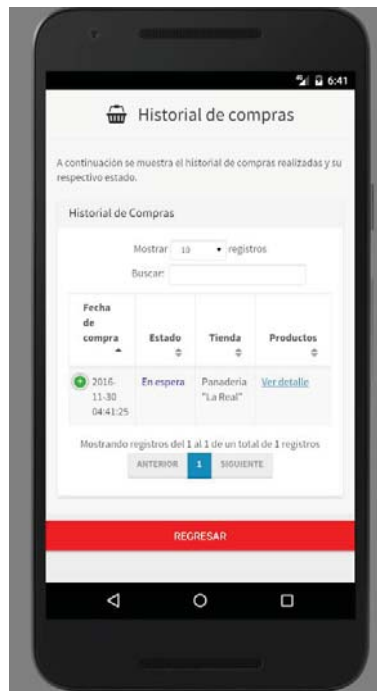 6:41
Historial de compras
A continuación se muestra el historial de compras realizadas y su
respectivo estado.
Historial de Compras
Mostrar 10 registros
Buscar:
Fecha
de
compra Estado Tienda Productos
2016- En espera Panaderia Ver detalle
11-30 "La Real"
04:41:25
Mostrando registros del 1 al 1 de un total de 1 registros
ANTERIOR 1 SIGUIENTE
REGRESAR